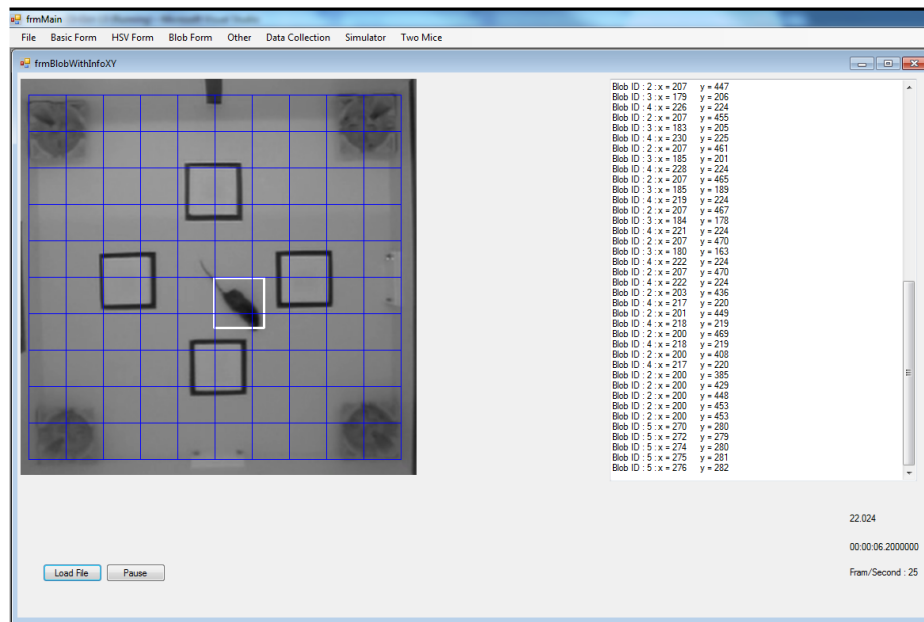 frmMain
File Basic Form HSV Form Blob Form Other Data Collection Simulator Two Mice
frmBlobWithInfoXY
Blob ID : 2 : x = 207 y = 447
Blob ID : 3 : x = 179 y = 206
Blob ID : 4 : x = 226 y = 224
Blob ID : 2 : x = 207 y = 455
Blob ID : 3 : x = 183 y = 205
Blob ID : 4 : x = 230 y = 225
Blob ID : 2 : x = 207 y = 461
Blob ID : 3 : x = 185 y = 201
Blob ID : 4 : x = 228 y = 224
Blob ID : 2 : x = 207 y = 465
Blob ID : 3 : x = 185 y = 189
Blob ID : 4 : x = 219 y = 224
Blob ID : 2 : x = 207 y = 467
Blob ID : 3 : x = 184 y = 178
Blob ID : 4 : x = 221 y = 224
Blob ID : 2 : x = 207 y = 470
Blob ID : 3 : x = 180 y = 163
Blob ID : 4 : x = 222 y = 224
Blob ID : 2 : x = 207 y = 470
Blob ID : 4 : x = 222 y = 224
Blob ID : 2 : x = 203 y = 436
Blob ID : 4 : x = 217 y = 220
Blob ID : 2 : x = 201 y = 449
Blob ID : 4 : x = 218 y = 219
Blob ID : 2 : x = 200 y = 469
Blob ID : 4 : x = 218 y = 219
Blob ID : 2 : x = 200 y = 408
Blob ID : 4 : x = 217 y = 220
Blob ID : 2 : x = 200 y = 385
Blob ID : 2 : x = 200 y = 429
Blob ID : 2 : x = 200 y = 448
Blob ID : 2 : x = 200 y = 453
Blob ID : 2 : x = 200 y = 453
Blob ID : 5 : x = 270 y = 280
Blob ID : 5 : x = 272 y = 279
Blob ID : 5 : x = 274 y = 280
Blob ID : 5 : x = 275 y = 281
Blob ID : 5 : x = 276 y = 282
22.024
00:00:06.2000000
Fram/Second : 25
Load File Pause